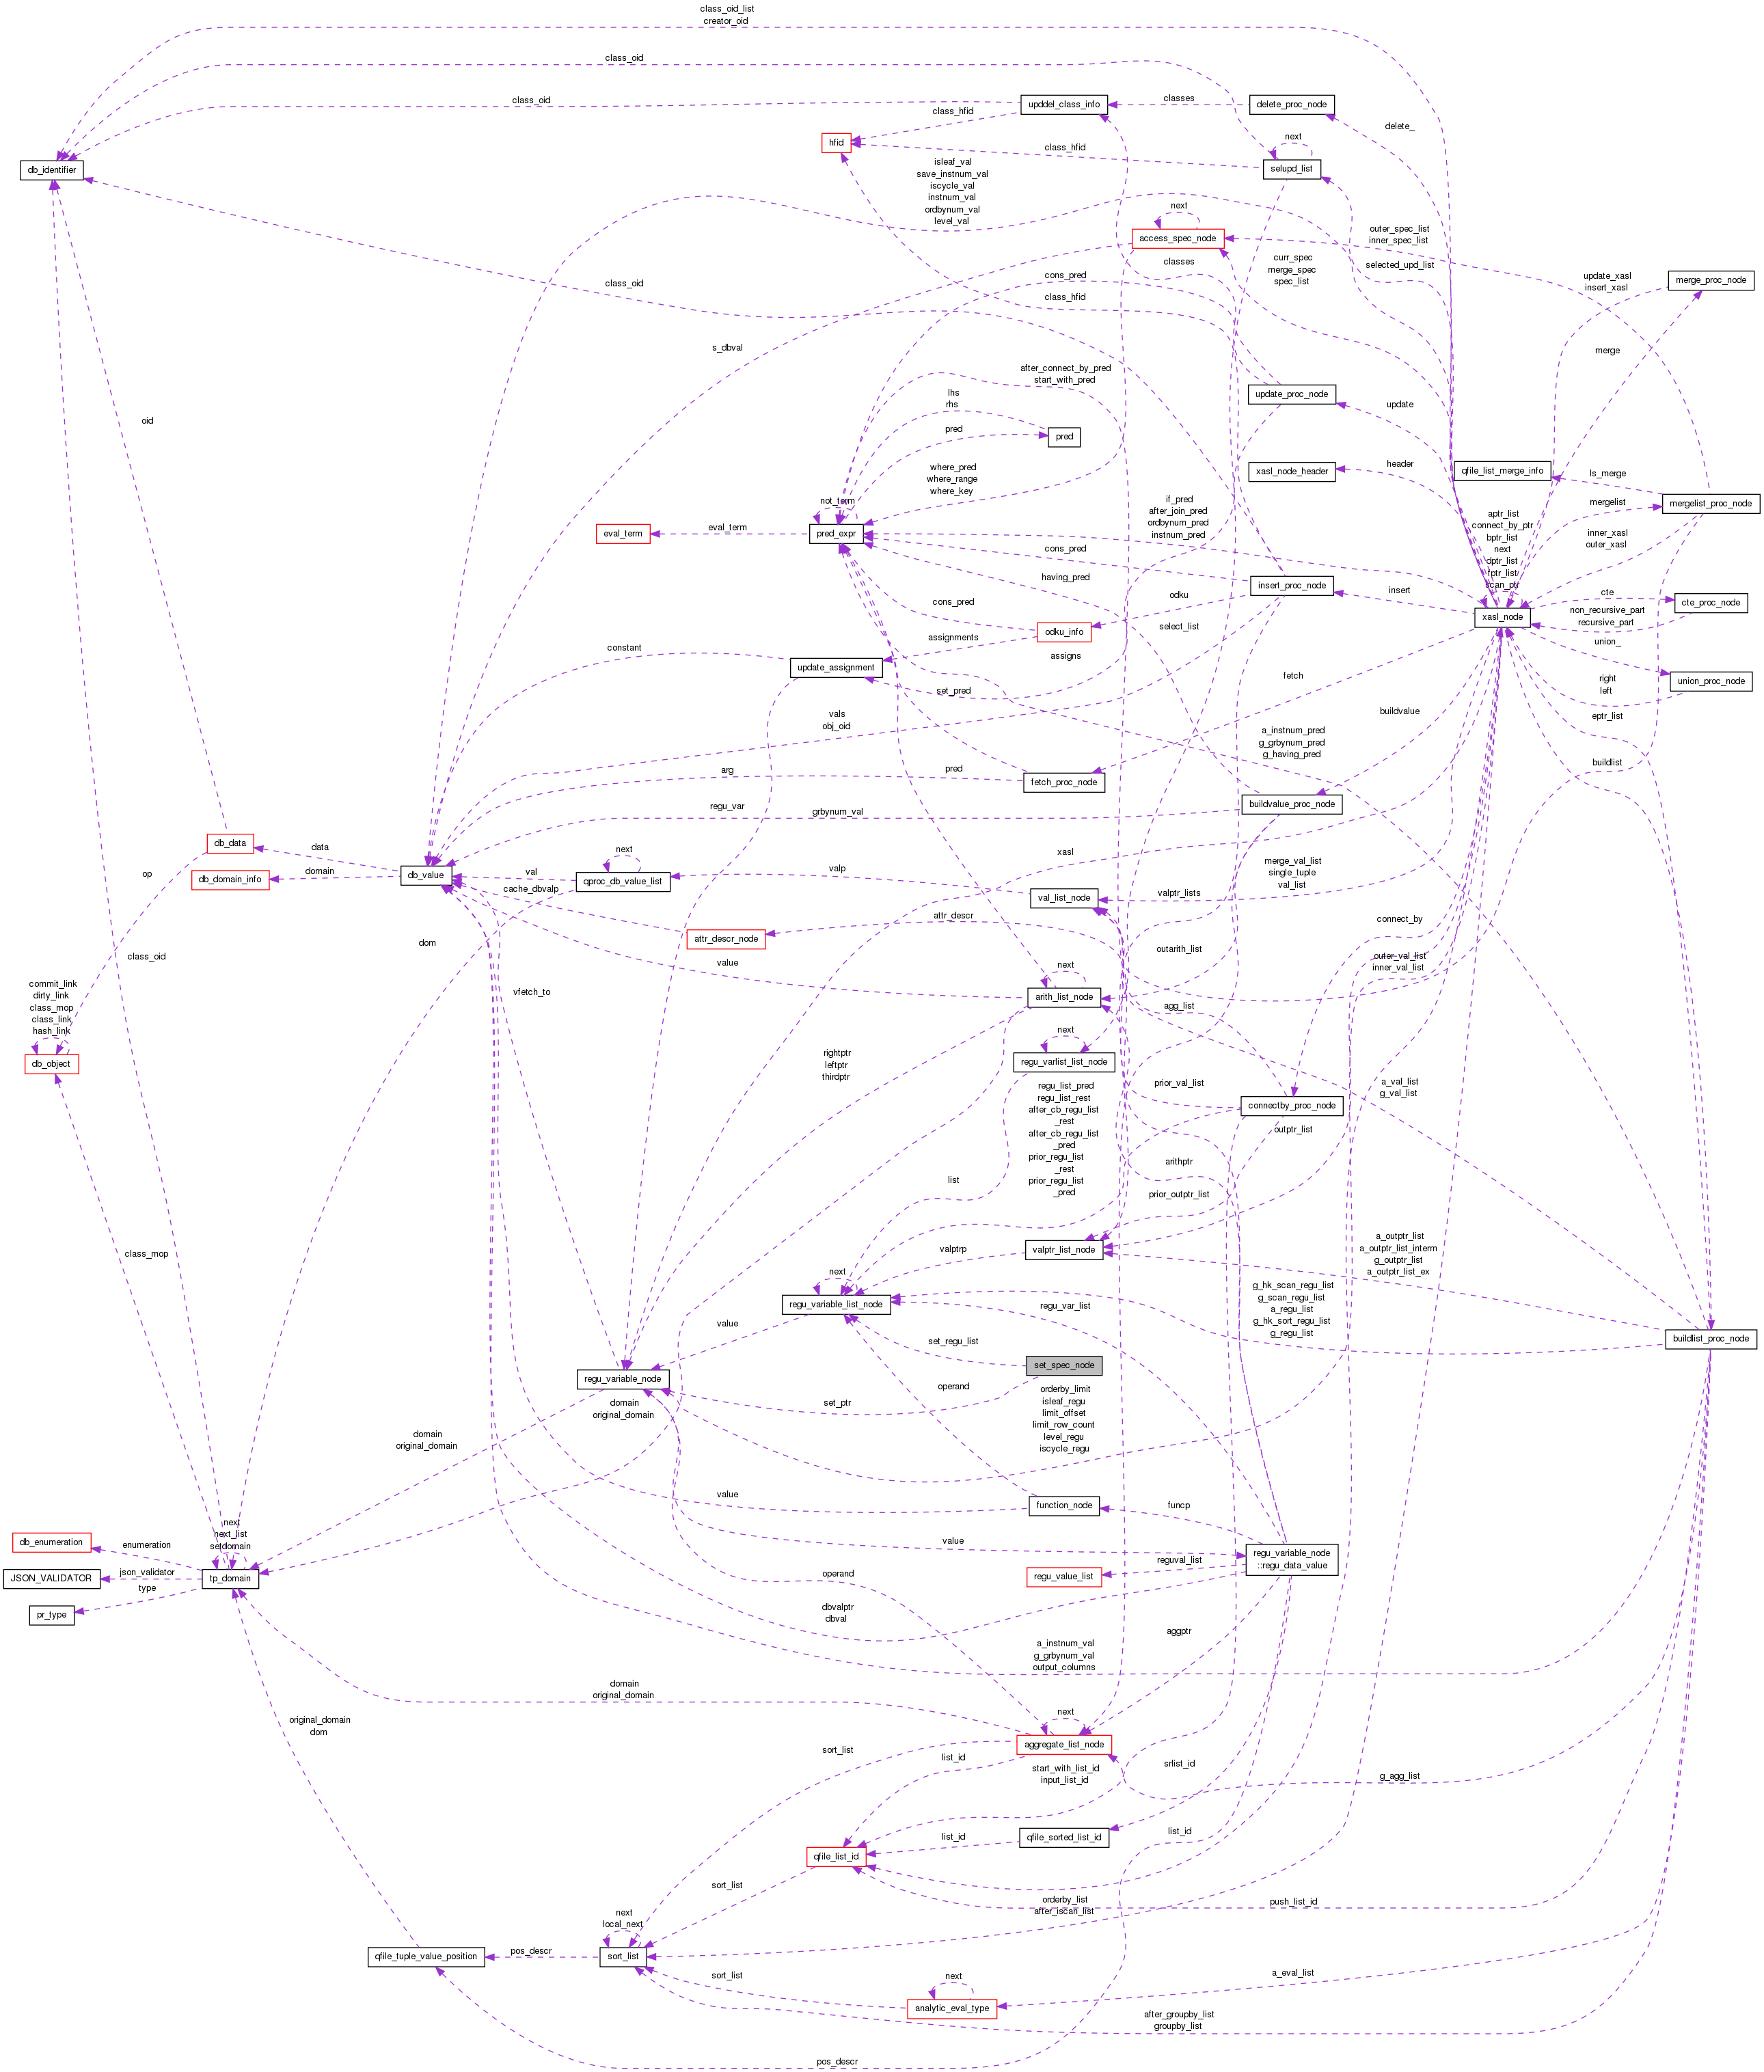 class_oid_list
creator_oid
class_oid
class_oid
upddel_class_info
classes
delete_proc_node
delete_
class_hfid
hfid
class_hfid
next
selupd_list
db_identifier
isleaf_val
save_instnum_val
iscycle_val
instnum_val
ordbynum_val
level_val
next
access_spec_node
outer_spec_list
inner_spec_list
curr_spec
merge_spec
spec_list
selected_upd_list
update_xasl
insert_xasl
merge_proc_node
class_oid
cons_pred
classes
class_hfid
s_dbval
merge
after_connect_by_pred
start_with_pred
update_proc_node
update
lhs
rhs
oid
pred
pred
where_pred
where_range
where_key
xasl_node_header
header
qfile_list_merge_info
ls_merge
mergelist_proc_node
mergelist
not_term
if_pred
after_join_pred
ordbynum_pred
instnum_pred
aptr_list
connect_by_ptr
bptr_list
next
dptr_list
fptr_list
scan_ptr
inner_xasl
outer_xasl
eval_term
eval_term
pred_expr
cons_pred
having_pred
insert_proc_node
insert
cte
cte_proc_node
cons_pred
odku
odku_info
select_list
xasl_node
non_recursive_part
recursive_part
constant
assignments
update_assignment
assigns
union_
fetch
union_proc_node
right
left
set_pred
vals
obj_oid
buildvalue
eptr_list
a_instnum_pred
g_grbynum_pred
g_having_pred
arg
pred
fetch_proc_node
buildlist
regu_var
grbynum_val
buildvalue_proc_node
db_data
data
next
xasl
op
db_domain_info
domain
db_value
val
qproc_db_value_list
valp
merge_val_list
single_tuple
val_list
cache_dbvalp
val_list_node
valptr_lists
attr_descr
connect_by
attr_descr_node
dom
class_oid
value
outarith_list
outer_val_list
inner_val_list
commit_link
dirty_link
class_mop
class_link
hash_link
vfetch_to
next
arith_list_node
agg_list
db_object
rightptr
leftptr
thirdptr
next
regu_varlist_list_node
regu_list_pred
regu_list_rest
after_cb_regu_list
_rest
after_cb_regu_list
_pred
prior_regu_list
_rest
prior_regu_list
_pred
prior_val_list
connectby_proc_node
a_val_list
g_val_list
outptr_list
arithptr
list
prior_outptr_list
class_mop
valptrp
valptr_list_node
a_outptr_list
a_outptr_list_interm
g_outptr_list
a_outptr_list_ex
next
regu_variable_list_node
regu_var_list
g_hk_scan_regu_list
g_scan_regu_list
a_regu_list
g_hk_sort_regu_list
g_regu_list
buildlist_proc_node
value
set_regu_list
set_spec_node
regu_variable_node
operand
set_ptr
domain
original_domain
orderby_limit
isleaf_regu
limit_offset
limit_row_count
level_regu
iscycle_regu
domain
original_domain
value
function_node
funcp
db_enumeration
enumeration
next
next_list
setdomain
value
regu_variable_node
::regu_data_value
JSON_VALIDATOR
json_validator
type
tp_domain
operand
reguval_list
regu_value_list
pr_type
dbvalptr
dbval
aggptr
a_instnum_val
g_grbynum_val
output_columns
domain
original_domain
original_domain
dom
next
aggregate_list_node
sort_list
list_id
start_with_list_id
input_list_id
srlist_id
g_agg_list
list_id
qfile_sorted_list_id
list_id
qfile_list_id
sort_list
orderby_list
after_iscan_list
push_list_id
next
local_next
qfile_tuple_value_position
pos_descr
sort_list
sort_list
next
analytic_eval_type
a_eval_list
after_groupby_list
groupby_list
pos_descr